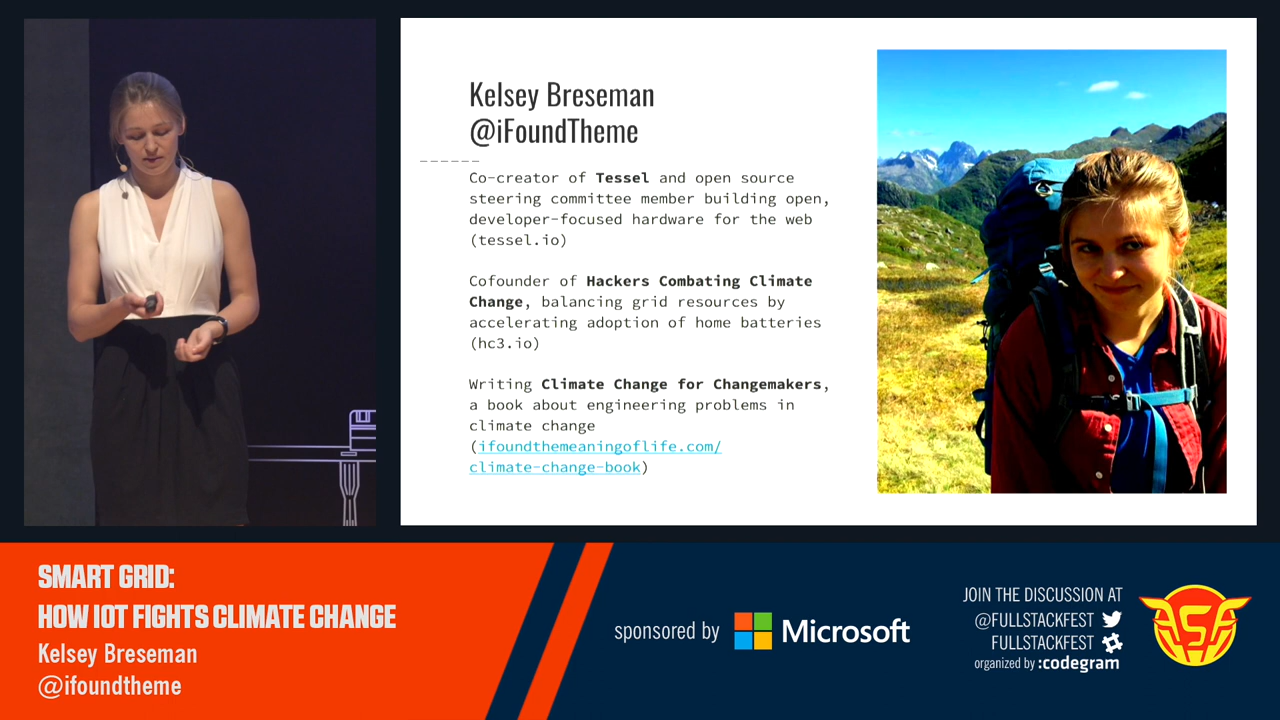 Kelsey Breseman
@iFoundTheme
Co-creator of Tessel and open source
steering committee member building open,
developer-focused hardware for the web
(tessel.io)
Cofounder of Hackers Combating Climate
Change, balancing grid resources by
accelerating adoption of home batteries
(hc3.io)
Writing Climate Change for Changemakers,
a book about engineering problems in
climate change
(ifoundthemeaningoflife.com/
climate-change-book)
SMART GRID:
HOW IOT FIGHTS CLIMATE CHANGE
Kelsey Breseman
@ifoundtheme
sponsored by Microsoft
JOIN THE DISCUSSION AT
@FULLSTACKFEST
FULLSTACKFEST
organized by :codegram
FSF